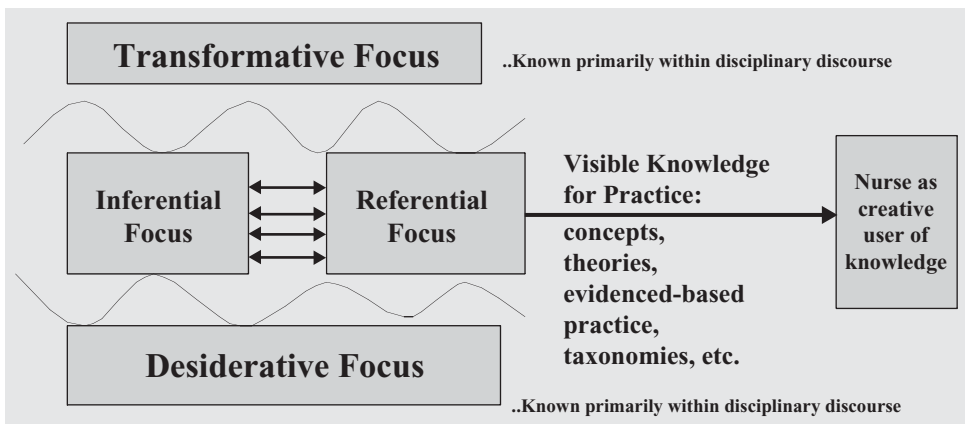 Transformative Focus
..Known primarily within disciplinary discourse
Inferential
Focus
Referential
Focus
Visible Knowledge
for Practice:
concepts,
theories,
evidenced-based
practice,
taxonomies, etc.
Nurse as
creative
user of
knowledge
Desiderative Focus
..Known primarily within disciplinary discourse